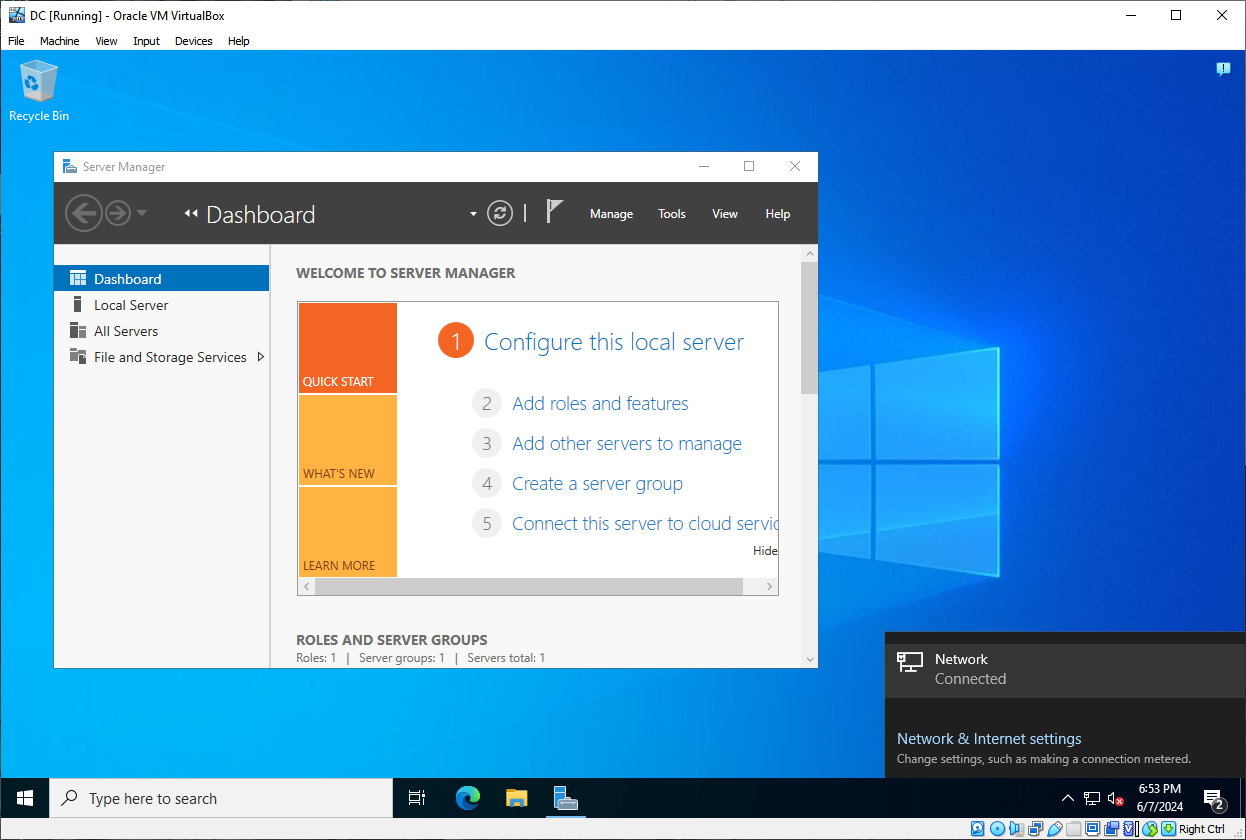 DC [Running] - Oracle VM VirtualBox
File Machine View Input Devices Help
Recycle Bin
Server Manager
Dashboard
Manage Tools View Help
Dashboard
Local Server
All Servers
File and Storage Services
WELCOME TO SERVER MANAGER
QUICK START
WHAT'S NEW
LEARN MORE
1 Configure this local server
2 Add roles and features
3 Add other servers to manage
4 Create a server group
5 Connect this server to cloud servic
Hide
ROLES AND SERVER GROUPS
Roles: 1 | Server groups: 1 | Servers total: 1
Network
Connected
Network & Internet settings
Change settings, such as making a connection metered.
Type here to search
6:53 PM
6/7/2024
2
Right Ctrl